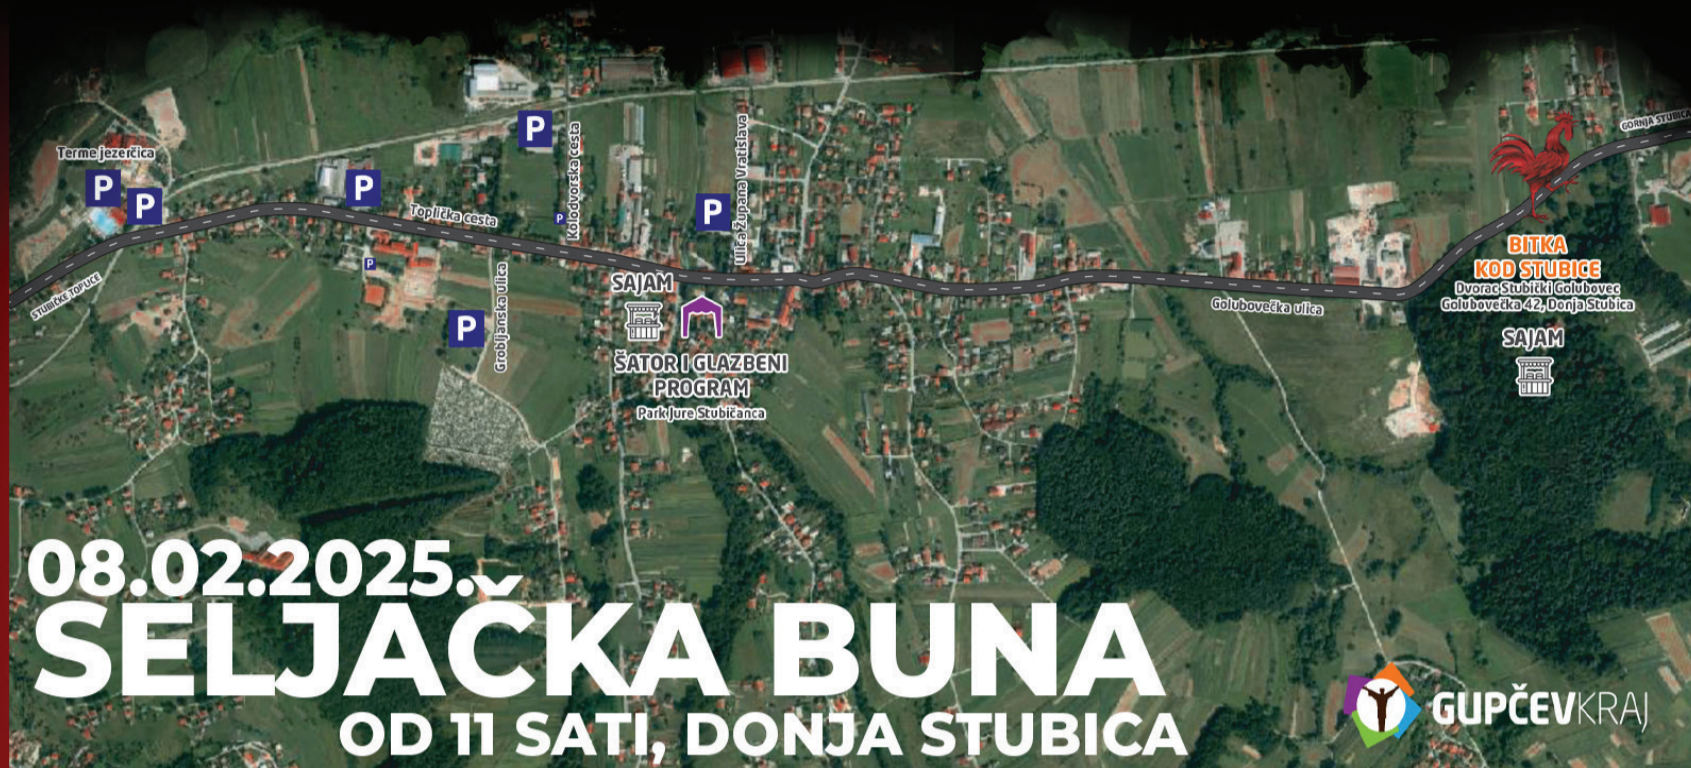 GORNJA STUBICA
Terme Jezerčica
P
P
P
P
P
P
P
P
Kolodvorska cesta
Ulica Župana Vratislava
Toplička cesta
STUBIČKE TOPLICE
Grobljanska ulica
SAJAM
ŠATOR I GLAZBENI
PROGRAM
Park Jure Stubičanca
Golubovečka ulica
BITKA
KOD STUBICE
Dvorac Stubički Golubovec
Golubovečka 42, Donja Stubica
SAJAM
08.02.2025.
SELJAČKA BUNA
OD 11 SATI, DONJA STUBICA
GUPČEVKRAJ